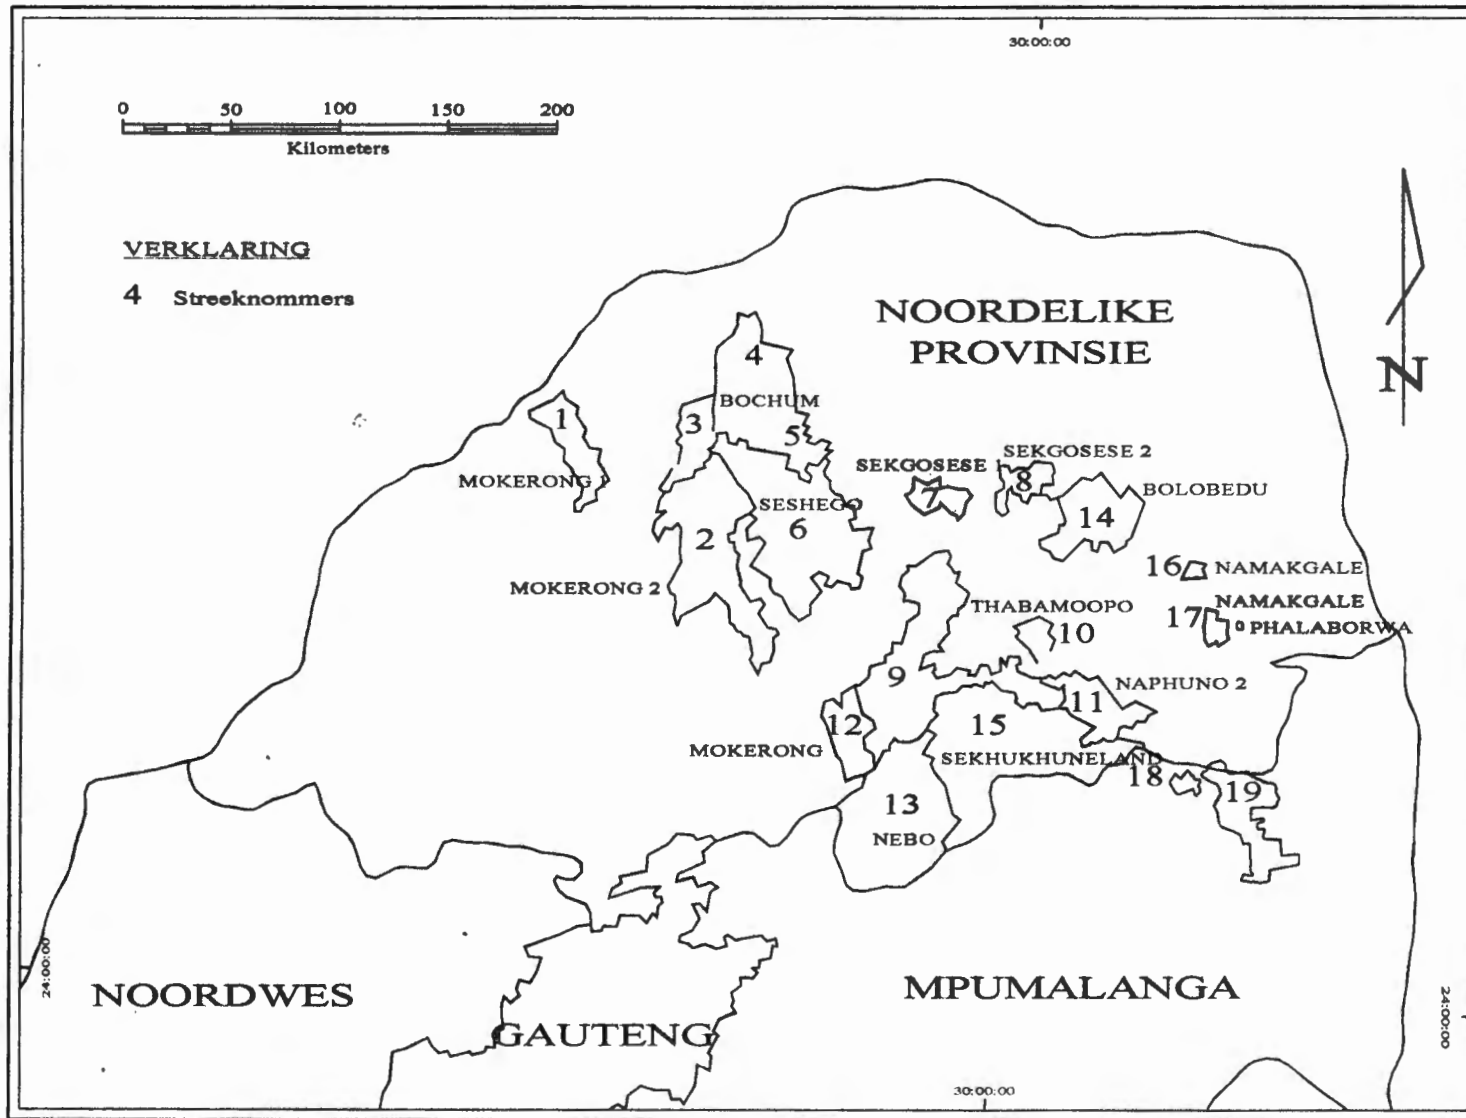 30:00:00
0 50 100 150 200
Kilometers
VERKLARING
4 Streeknommers
NOORDELIKE
PROVINSIE
N
4
BOCHUM
1
3
5
MOKERONG 1
SEKGOSESE 1
SEKGOSESE 2
7
8
BOLOBEDU
SESHEGO
14
2
6
MOKERONG 2
16 NAMAKGALE
THABAMOOPO
NAMAKGALE
17
PHALABORWA
10
9
NAPHUNO 2
11
12
15
MOKERONG
SEKHUKHUNELAND
18
19
13
NEBO
24:00:00
NOORDWES
MPUMALANGA
GAUTENG
24:00:00
30:00:00